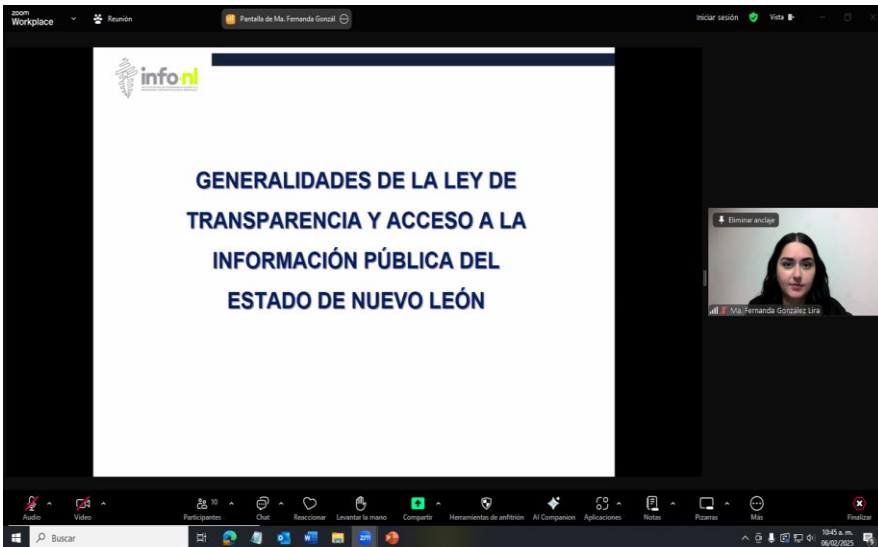 zoom
Workplace
Reunión
Pantalla de Ma. Fernanda Gonzál
Iniciar sesión
Vista
info nl
GENERALIDADES DE LA LEY DE
TRANSPARENCIA Y ACCESO A LA
INFORMACIÓN PÚBLICA DEL
ESTADO DE NUEVO LEÓN
Eliminar anclaje
Ma. Fernanda González Lira
10
Audio
Video
Participantes
Chat
Reaccionar
Levantar la mano
Compartir
Herramientas de anfitrión
AI Companion
Aplicaciones
Notas
Pizarras
Más
Finalizar
Buscar
zm
10:45 a. m.
06/02/2025